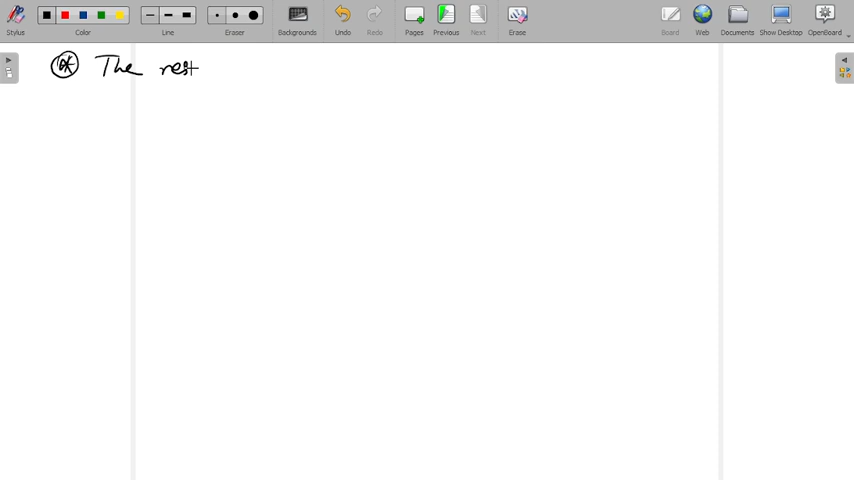 Stylus Color Line Eraser Backgrounds Undo Redo Pages Previous Next Erase Board Web Documents Show Desktop OpenBoard
The rest